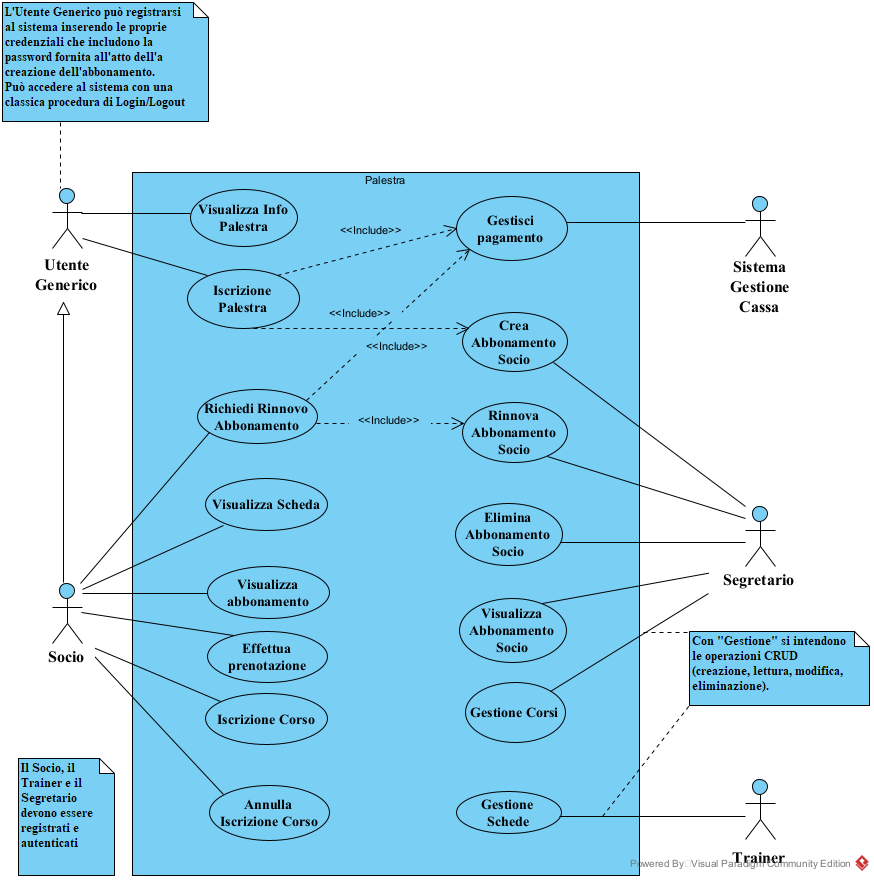 L'Utente Generico può registrarsi
al sistema inserendo le proprie
credenziali che includono la
password fornita all'atto dell'a
creazione dell'abbonamento.
Può accedere al sistema con una
classica procedura di Login/Logout
Palestra
Visualizza Info
Palestra
Utente
Generico
Iscrizione
Palestra
<<Include>>
Gestisci
pagamento
Sistema
Gestione
Cassa
<<Include>>
Crea
Abbonamento
Socio
<<Include>>
Richiedi Rinnovo
Abbonamento
<<Include>>
Rinnova
Abbonamento
Socio
Visualizza Scheda
Elimina
Abbonamento
Socio
Segretario
Visualizza
abbonamento
Visualizza
Abbonamento
Socio
Socio
Effettua
prenotazione
Con "Gestione" si intendono
le operazioni CRUD
(creazione, lettura, modifica,
eliminazione).
Iscrizione Corso
Gestione Corsi
Il Socio, il
Trainer e il
Segretario
devono essere
registrati e
autenticati
Annulla
Iscrizione Corso
Gestione
Schede
Trainer
Powered By Visual Paradigm Community Edition